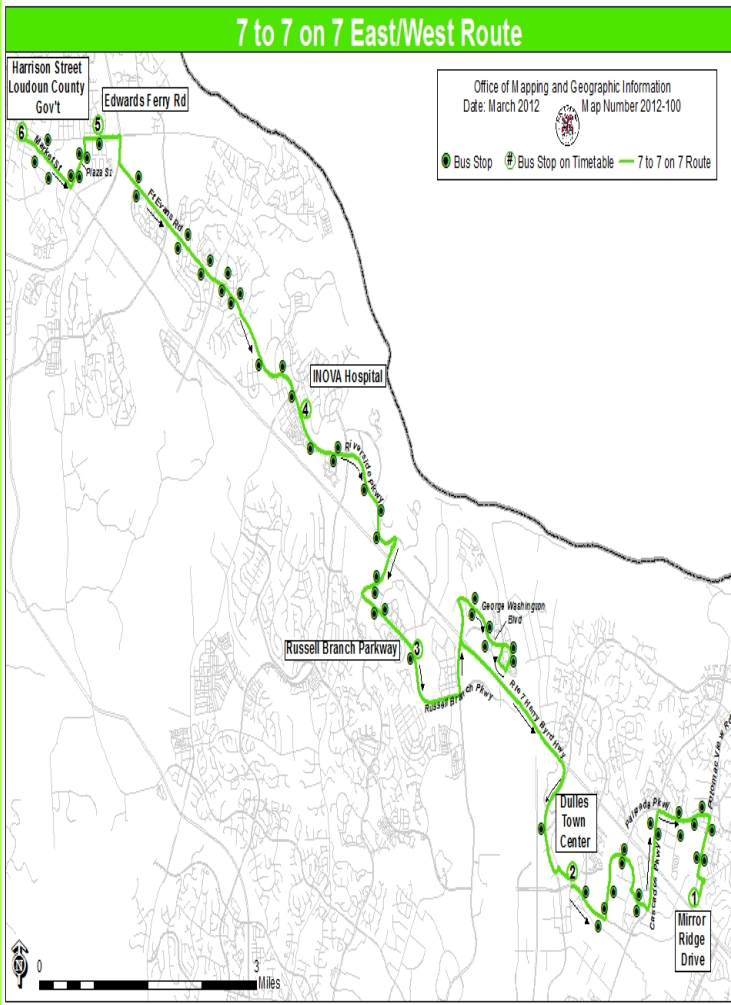 7 to 7 on 7 East/West Route
Harrison Street
Loudoun County
Gov't
Edwards Ferry Rd
Office of Mapping and Geographic Information
Date: March 2012
Map Number 2012-100
Bus Stop
# Bus Stop on Timetable
7 to 7 on 7 Route
6
5
Market St
Plaza St
Ft Evans Rd
INOVA Hospital
4
Riverside Pkwy
George Washington
Blvd
Russell Branch Parkway
3
Russell Branch Pkwy
Rte 7 Harry Byrd Hwy
Potomac View Rd
Dulles
Town
Center
Palisade Pkwy
Cascades Pkwy
2
1
Mirror
Ridge
Drive
N
0
3
Miles